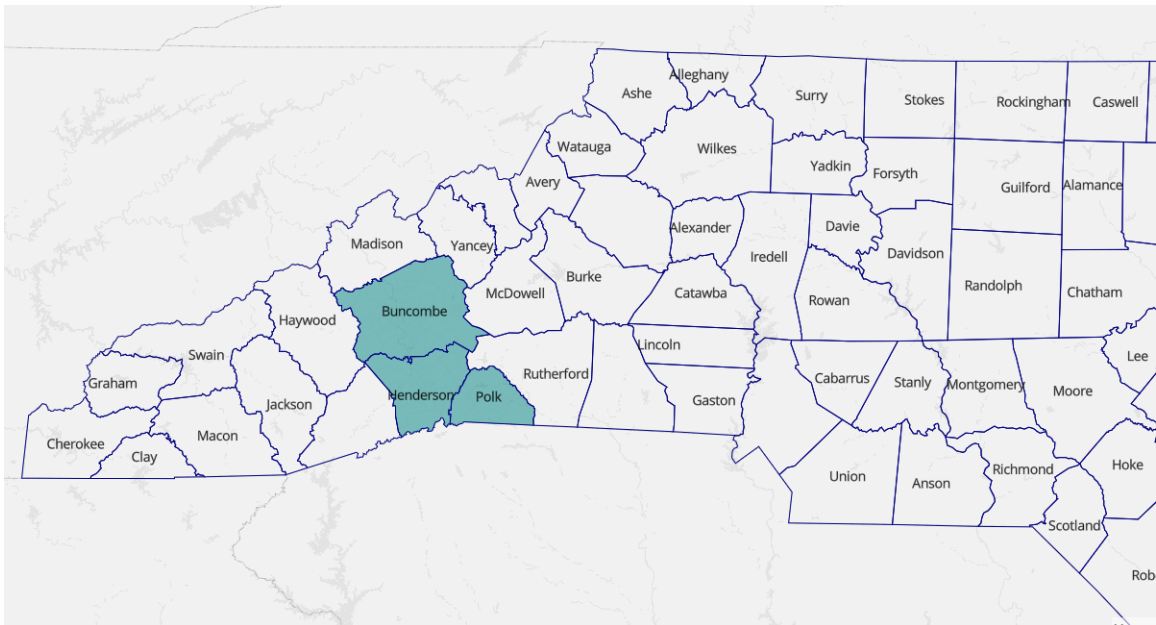 Alleghany
Ashe
Surry
Stokes
Rockingham
Caswell
Watauga
Wilkes
Yadkin
Forsyth
Avery
Guilford
Alamance
Alexander
Davie
Madison
Yancey
Iredell
Davidson
Burke
McDowell
Catawba
Randolph
Chatham
Rowan
Buncombe
Haywood
Lincoln
Swain
Lee
Rutherford
Cabarrus
Stanly
Montgomery
Moore
Graham
Henderson
Polk
Jackson
Gaston
Macon
Cherokee
Clay
Hoke
Richmond
Union
Anson
Scotland
Rob